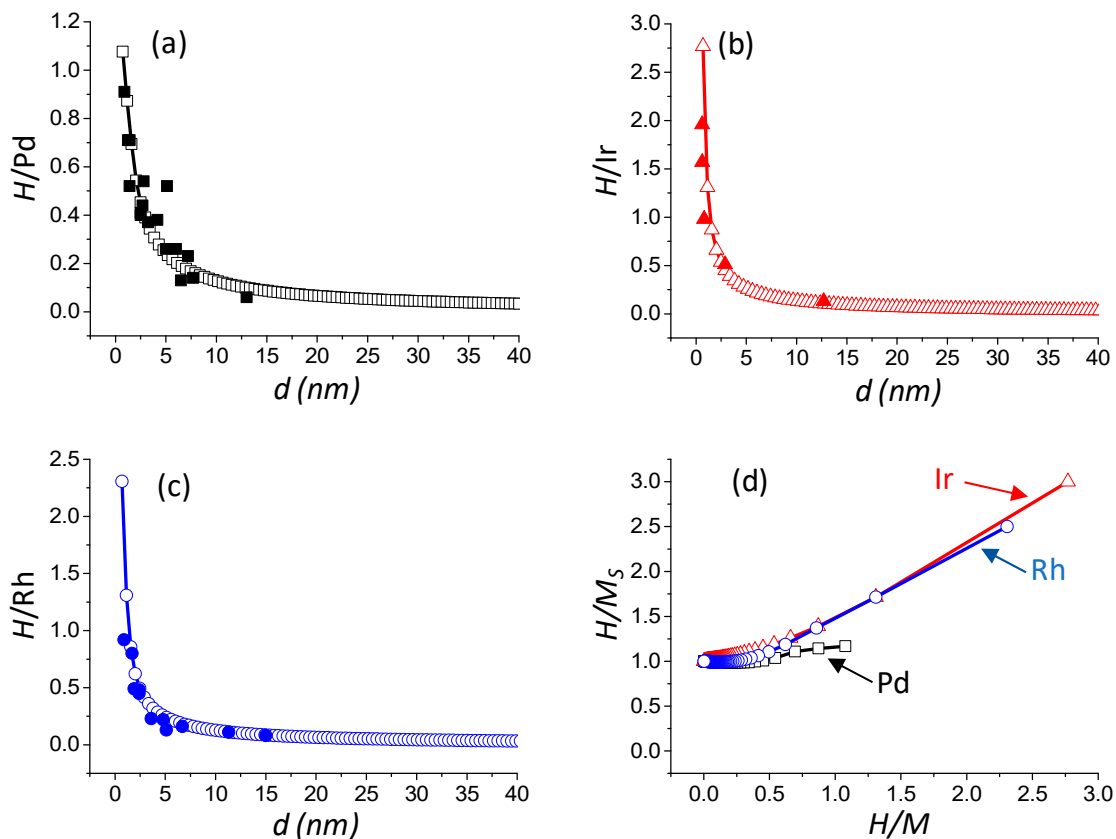 (a)
H/Pd
1.2
1.0
0.8
0.6
0.4
0.2
0.0
0 5 10 15 20 25 30 35 40
d (nm)
(b)
H/Ir
3.0
2.5
2.0
1.5
1.0
0.5
0.0
0 5 10 15 20 25 30 35 40
d (nm)
(c)
H/Rh
2.5
2.0
1.5
1.0
0.5
0.0
0 5 10 15 20 25 30 35 40
d (nm)
(d)
H/M_S
3.0
2.5
2.0
1.5
1.0
0.5
0.0
Ir
Rh
Pd
0.0 0.5 1.0 1.5 2.0 2.5 3.0
H/M